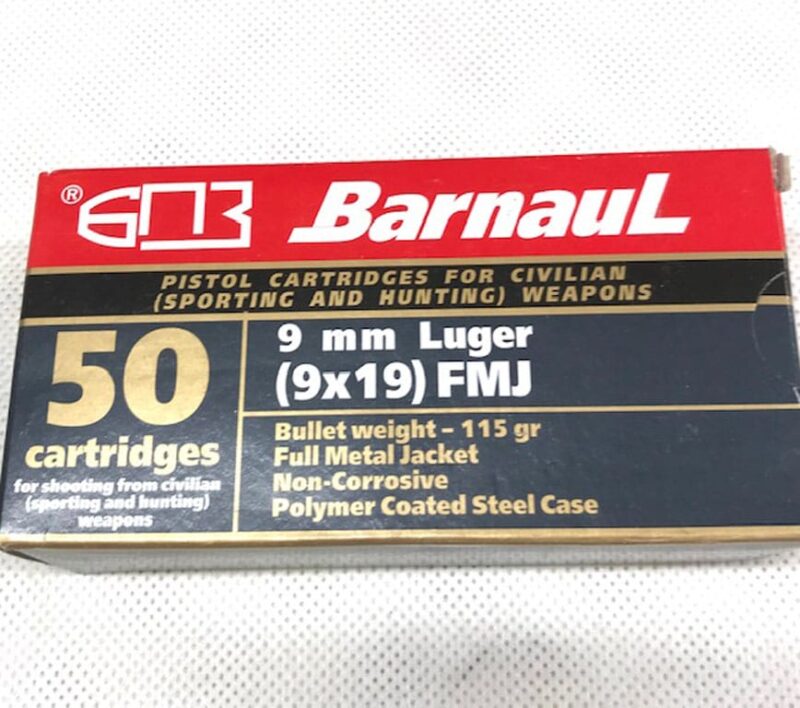 ® БПЗ BarnauL
PISTOL CARTRIDGES FOR CIVILIAN
(SPORTING AND HUNTING) WEAPONS
50
cartridges
for shooting from civilian
(sporting and hunting)
weapons
9 mm Luger
(9x19) FMJ
Bullet weight – 115 gr
Full Metal Jacket
Non-Corrosive
Polymer Coated Steel Case